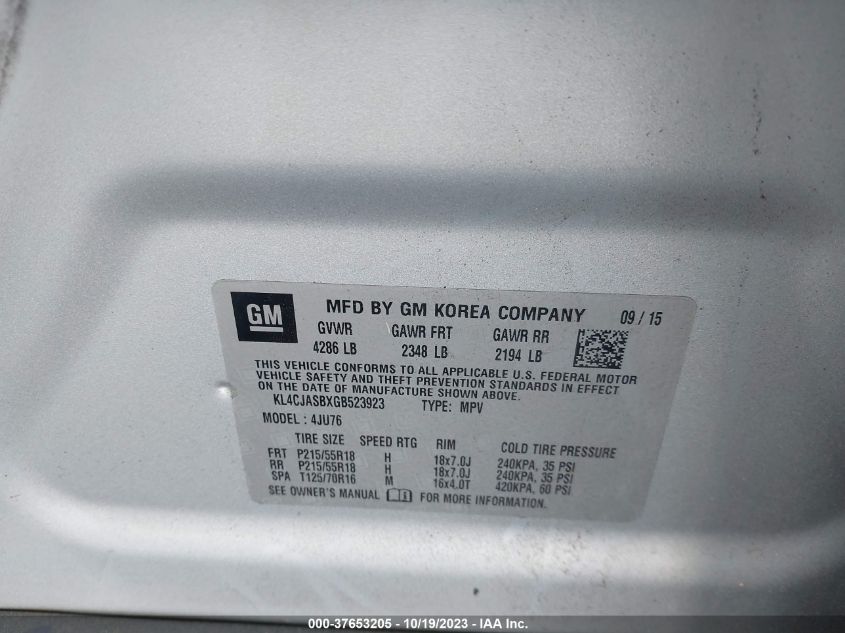 GM
MFD BY GM KOREA COMPANY 09 / 15
GVWR GAWR FRT GAWR RR
4286 LB 2348 LB 2194 LB
THIS VEHICLE CONFORMS TO ALL APPLICABLE U.S. FEDERAL MOTOR
VEHICLE SAFETY AND THEFT PREVENTION STANDARDS IN EFFECT
ON THE DATE OF MANUFACTURE SHOWN ABOVE.
KL4CJASBXGB523923 TYPE: MPV
MODEL : 4JU76
TIRE SIZE SPEED RTG RIM COLD TIRE PRESSURE
FRT P215/55R18 H 18x7.0J 240KPA, 35 PSI
RR P215/55R18 H 18x7.0J 240KPA, 35 PSI
SPA T125/70R16 M 16x4.0T 420KPA, 60 PSI
SEE OWNER'S MANUAL FOR MORE INFORMATION.
000-37653205 - 10/19/2023 - IAA Inc.